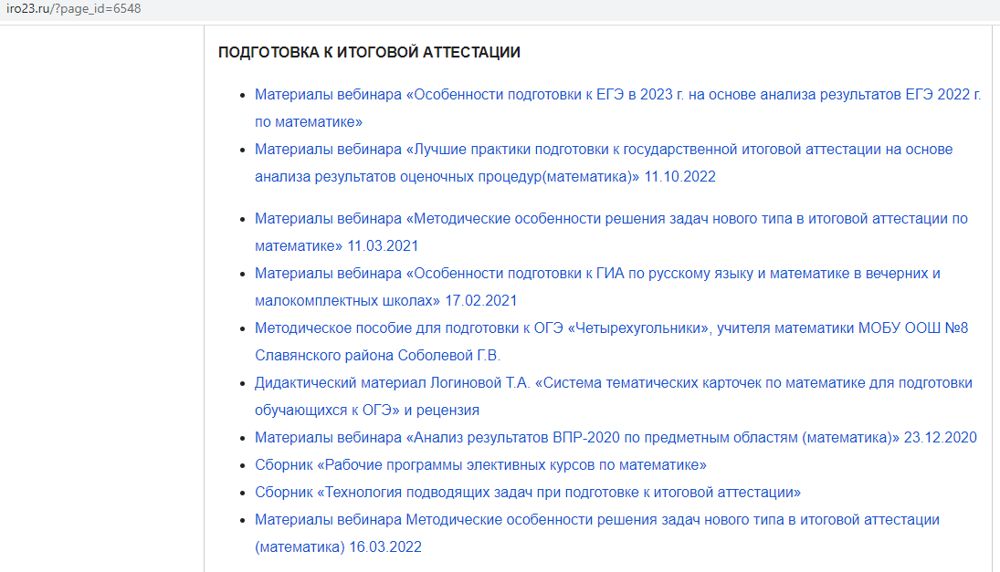 iro23.ru/?page_id=6548
ПОДГОТОВКА К ИТОГОВОЙ АТТЕСТАЦИИ
Материалы вебинара «Особенности подготовки к ЕГЭ в 2023 г. на основе анализа результатов ЕГЭ 2022 г.
по математике»
Материалы вебинара «Лучшие практики подготовки к государственной итоговой аттестации на основе
анализа результатов оценочных процедур(математика)» 11.10.2022
Материалы вебинара «Методические особенности решения задач нового типа в итоговой аттестации по
математике» 11.03.2021
Материалы вебинара «Особенности подготовки к ГИА по русскому языку и математике в вечерних и
малокомплектных школах» 17.02.2021
Методическое пособие для подготовки к ОГЭ «Четырехугольники», учителя математики МОБУ ООШ №8
Славянского района Соболевой Г.В.
Дидактический материал Логиновой Т.А. «Система тематических карточек по математике для подготовки
обучающихся к ОГЭ» и рецензия
Материалы вебинара «Анализ результатов ВПР-2020 по предметным областям (математика)» 23.12.2020
Сборник «Рабочие программы элективных курсов по математике»
Сборник «Технология подводящих задач при подготовке к итоговой аттестации»
Материалы вебинара Методические особенности решения задач нового типа в итоговой аттестации
(математика) 16.03.2022